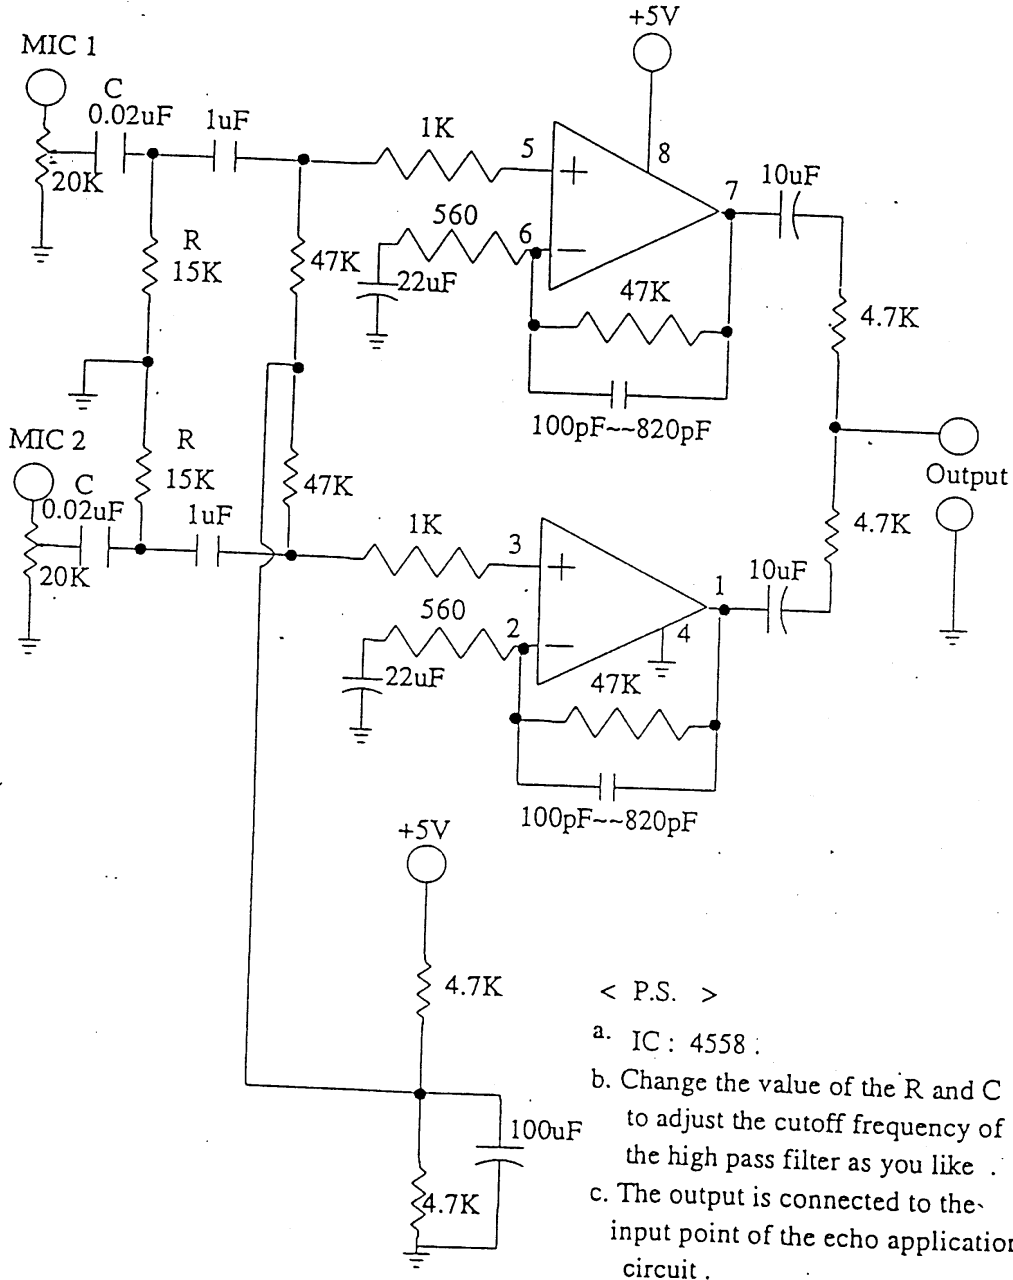 +5V
MIC 1
C
0.02uF
1uF
1K
5
8
20K
+
7
10uF
560
6
R
15K
47K
22uF
−
47K
4.7K
100pF~~820pF
MIC 2
R
C
15K
47K
Output
0.02uF
1uF
1K
3
4.7K
20K
+
10uF
1
560
2
4
−
22uF
47K
100pF~~820pF
+5V
4.7K
< P.S. >
a. IC : 4558 .
b. Change the value of the R and C
to adjust the cutoff frequency of
100uF
the high pass filter as you like .
4.7K
c. The output is connected to the
input point of the echo application
circuit .